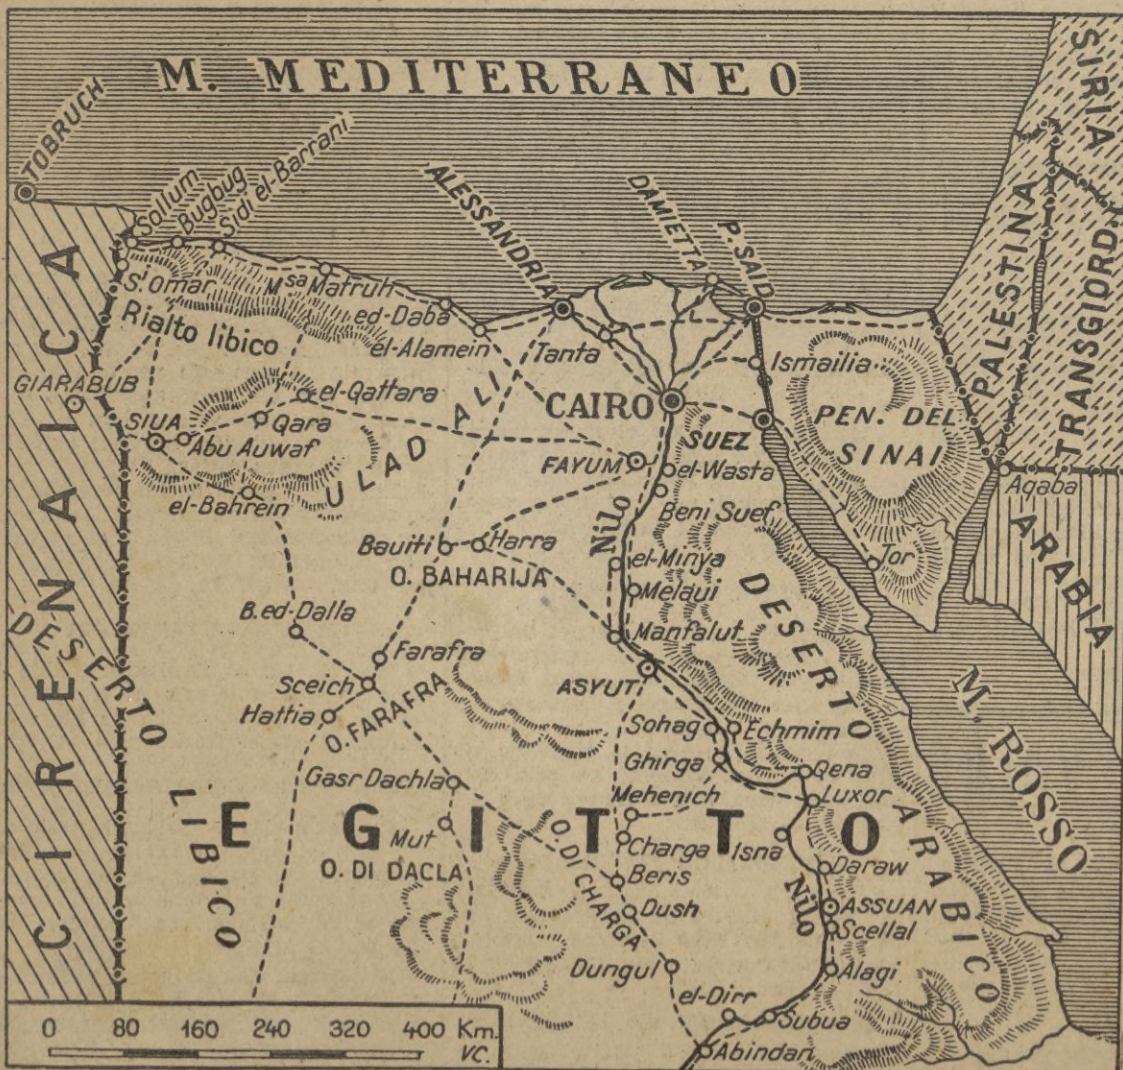 M. MEDITERRANEO
SIRIA
TOBRUCH
Sollum
Bugbug
Sidi el-Barrani
ALESSANDRIA
DAMIETTA
P. SAID
PALESTINA
TRANSGIORD.
CIRENAICA
S. Omar
Msa Matruh
ed-Daba
el-Alamein
Tanta
Ismailia
Rialto libico
GIARABUB
el-Qattara
ULAD ALI
CAIRO
SUEZ
PEN. DEL
SINAI
SIUA
Qara
Abu Auwaf
FAYUM
el-Wasta
Aqaba
el-Bahrein
Nilo
Beni Suef
ARABIA
Bauiti
Harra
el-Minya
Tor
O. BAHARIJA
Melaui
DESERTO ARABICO
B. ed-Dalla
Manfalut
DESERTO LIBICO
Farafra
Sceich
ASYUT
M. ROSSO
Hattia
O. FARAFRA
Sohag
Echmim
Ghirga
Qena
Gasr Dachla
Mehenich
Luxor
EGITTO
Mut
Charga
Isna
O. DI DACLA
O. DI CHARGA
Daraw
Beris
Nilo
Dush
ASSUAN
Scellal
Dungul
Alagi
el-Dirr
Subua
Abindan
0 80 160 240 320 400 Km.
VC.